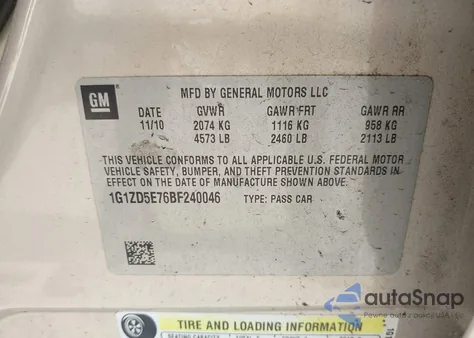 GM
MFD BY GENERAL MOTORS LLC
DATE GVWR GAWR FRT GAWR RR
11/10 2074 KG 1116 KG 958 KG
4573 LB 2460 LB 2113 LB
THIS VEHICLE CONFORMS TO ALL APPLICABLE U.S. FEDERAL MOTOR
VEHICLE SAFETY, BUMPER, AND THEFT PREVENTION STANDARDS IN
EFFECT ON THE DATE OF MANUFACTURE SHOWN ABOVE.
1G1ZD5E76BF240046 TYPE: PASS CAR
autoSnap
TIRE AND LOADING INFORMATION
SEATING CAPACITY